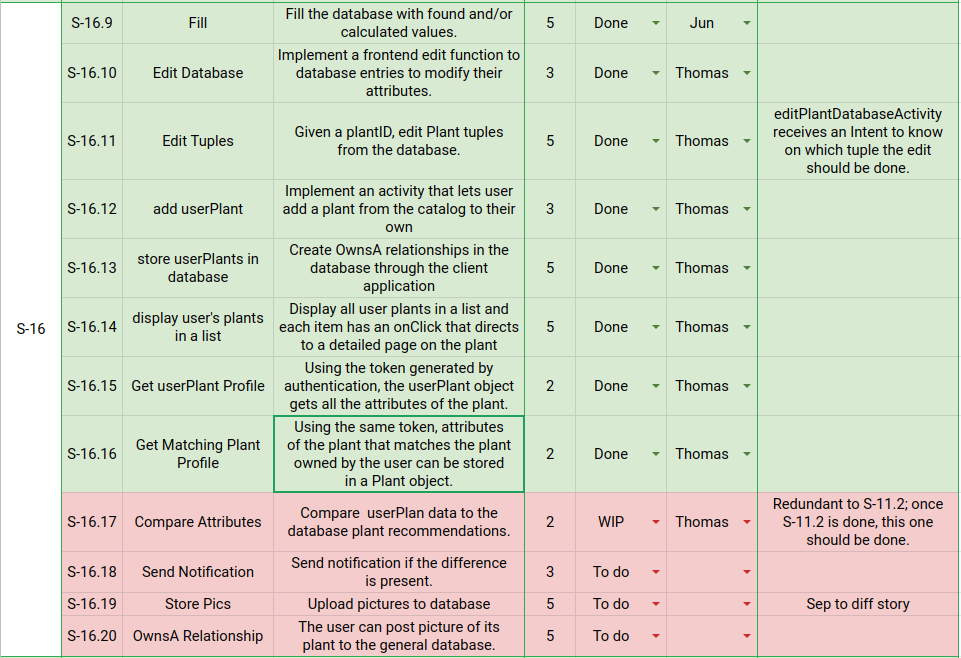 S-16
S-16.9
Fill
Fill the database with found and/or
calculated values.
5
Done
Jun
S-16.10
Edit Database
Implement a frontend edit function to
database entries to modify their
attributes.
3
Done
Thomas
S-16.11
Edit Tuples
Given a plantID, edit Plant tuples
from the database.
5
Done
Thomas
editPlantDatabaseActivity
receives an Intent to know
on which tuple the edit
should be done.
S-16.12
add userPlant
Implement an activity that lets user
add a plant from the catalog to their
own
3
Done
Thomas
S-16.13
store userPlants in
database
Create OwnsA relationships in the
database through the client
application
5
Done
Thomas
S-16.14
display user's plants
in a list
Display all user plants in a list and
each item has an onClick that directs
to a detailed page on the plant
5
Done
Thomas
S-16.15
Get userPlant Profile
Using the token generated by
authentication, the userPlant object
gets all the attributes of the plant.
2
Done
Thomas
S-16.16
Get Matching Plant
Profile
Using the same token, attributes
of the plant that matches the plant
owned by the user can be stored
in a Plant object.
2
Done
Thomas
S-16.17
Compare Attributes
Compare  userPlan data to the
database plant recommendations.
2
WIP
Thomas
Redundant to S-11.2; once
S-11.2 is done, this one
should be done.
S-16.18
Send Notification
Send notification if the difference
is present.
3
To do
S-16.19
Store Pics
Upload pictures to database
5
To do
Sep to diff story
S-16.20
OwnsA Relationship
The user can post picture of its
plant to the general database.
5
To do